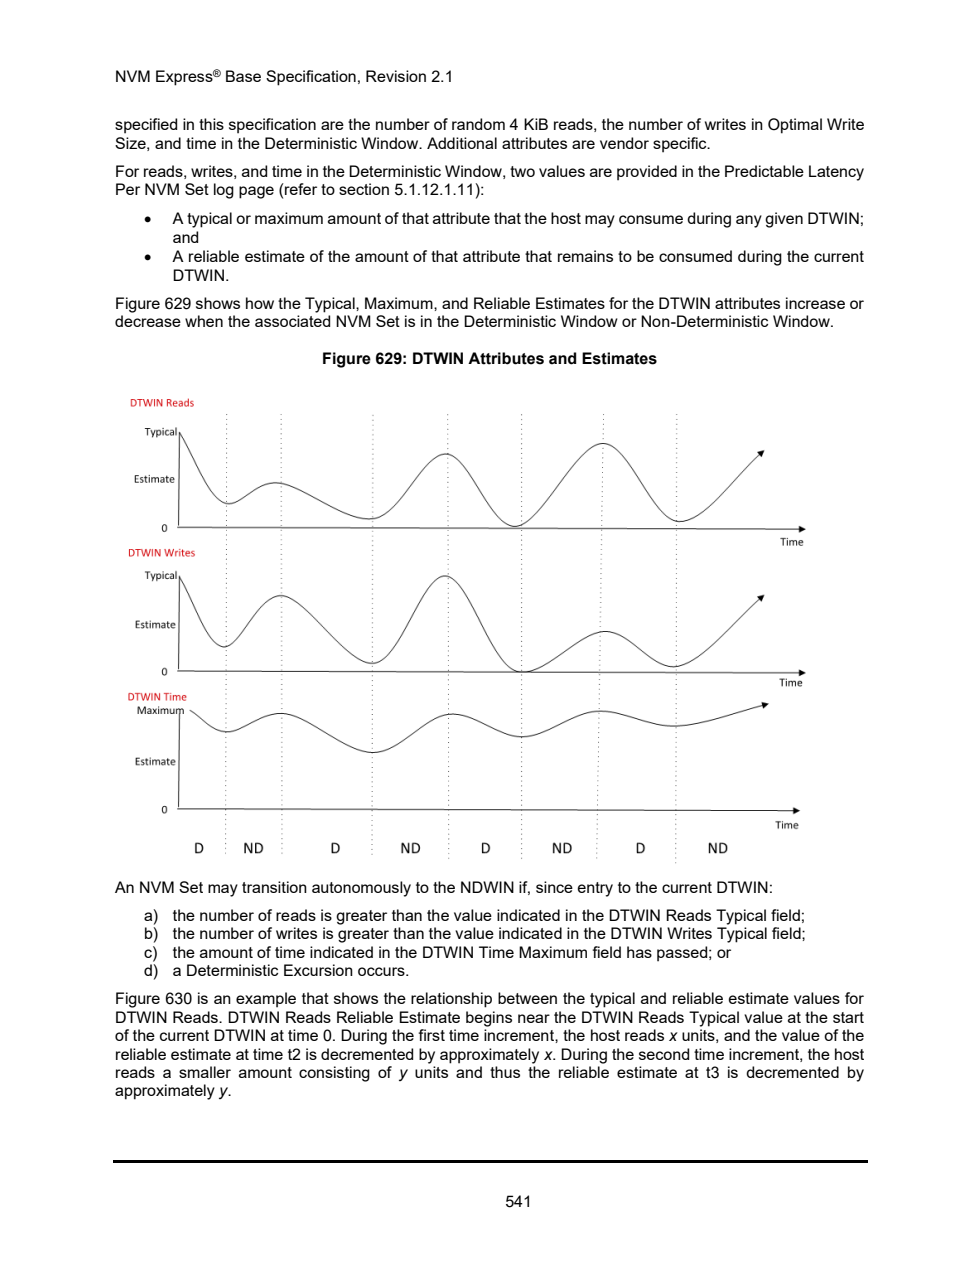 NVM Express® Base Specification, Revision 2.1
specified in this specification are the number of random 4 KiB reads, the number of writes in Optimal Write
Size, and time in the Deterministic Window. Additional attributes are vendor specific.
For reads, writes, and time in the Deterministic Window, two values are provided in the Predictable Latency
Per NVM Set log page (refer to section 5.1.12.1.11):
• A typical or maximum amount of that attribute that the host may consume during any given DTWIN;
and
• A reliable estimate of the amount of that attribute that remains to be consumed during the current
DTWIN.
Figure 629 shows how the Typical, Maximum, and Reliable Estimates for the DTWIN attributes increase or
decrease when the associated NVM Set is in the Deterministic Window or Non-Deterministic Window.
Figure 629: DTWIN Attributes and Estimates
DTWIN Reads
Typical
Estimate
0
Time
DTWIN Writes
Typical
Estimate
0
Time
DTWIN Time
Maximum
Estimate
0
Time
D ND D ND D ND D ND
An NVM Set may transition autonomously to the NDWIN if, since entry to the current DTWIN:
a) the number of reads is greater than the value indicated in the DTWIN Reads Typical field;
b) the number of writes is greater than the value indicated in the DTWIN Writes Typical field;
c) the amount of time indicated in the DTWIN Time Maximum field has passed; or
d) a Deterministic Excursion occurs.
Figure 630 is an example that shows the relationship between the typical and reliable estimate values for
DTWIN Reads. DTWIN Reads Reliable Estimate begins near the DTWIN Reads Typical value at the start
of the current DTWIN at time 0. During the first time increment, the host reads x units, and the value of the
reliable estimate at time t2 is decremented by approximately x. During the second time increment, the host
reads a smaller amount consisting of y units and thus the reliable estimate at t3 is decremented by
approximately y.
541